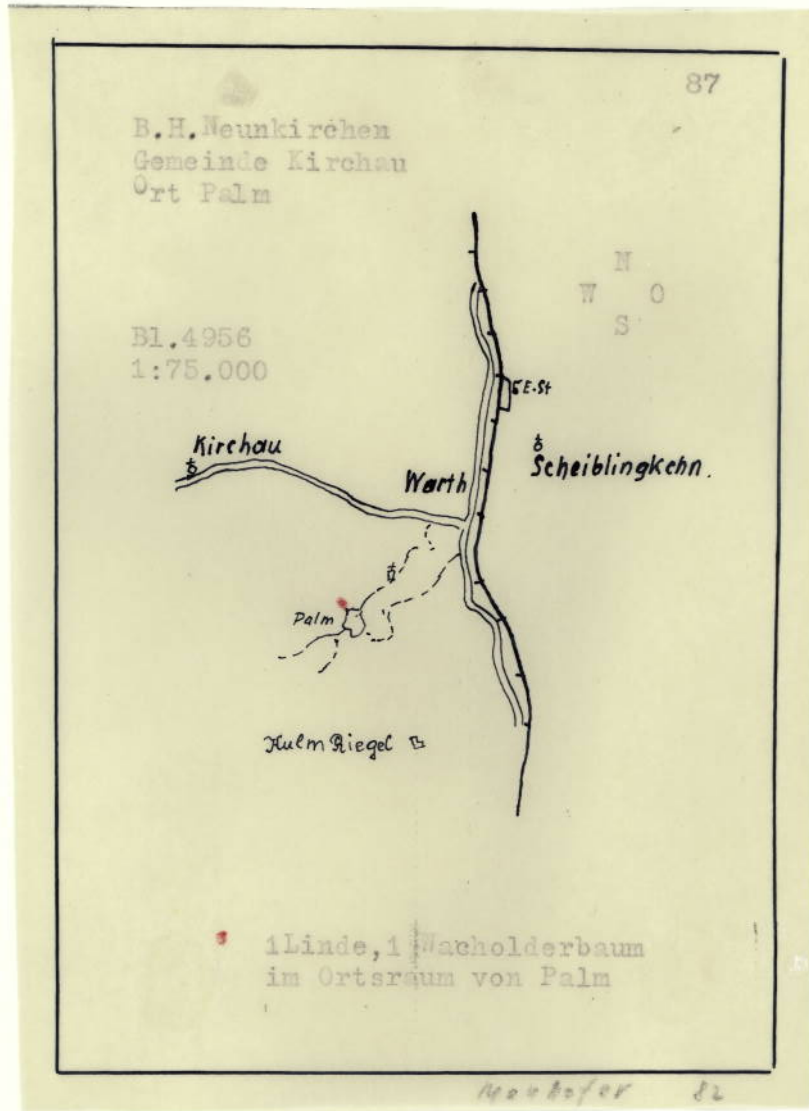 87
B.H.Neunkirchen
Gemeinde Kirchau
Ort Palm
N
W O
S
Bl.4956
1:75.000
E.St
Kirchau
Warth
Scheiblingkchn.
Palm
Kulm Riegel
1Linde,1 Wacholderbaum
im Ortsraum von Palm
82